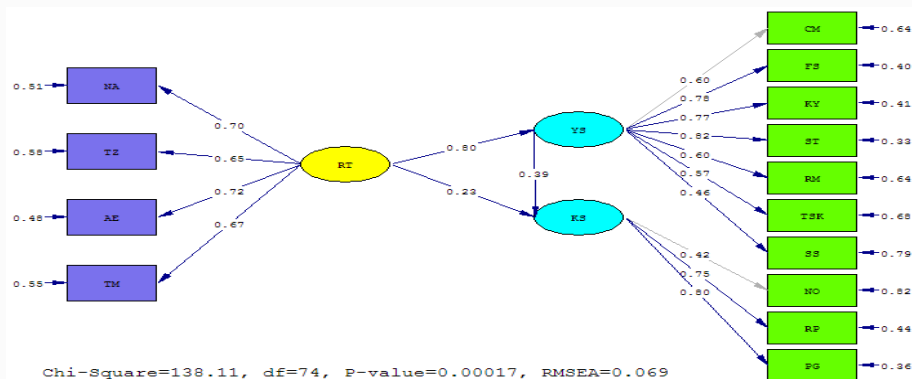 CM
0.64
FS
0.40
0.51
NA
0.60
KY
0.41
0.78
0.70
0.77
YS
ST
0.33
0.82
0.58
TZ
0.80
0.60
0.65
RM
0.64
RT
0.57
0.39
0.46
0.72
0.23
TSK
0.68
0.48
AE
KS
0.67
SS
0.79
0.42
0.75
0.55
TM
0.80
NO
0.82
RP
0.44
PG
0.36
Chi-Square=138.11, df=74, P-value=0.00017, RMSEA=0.069